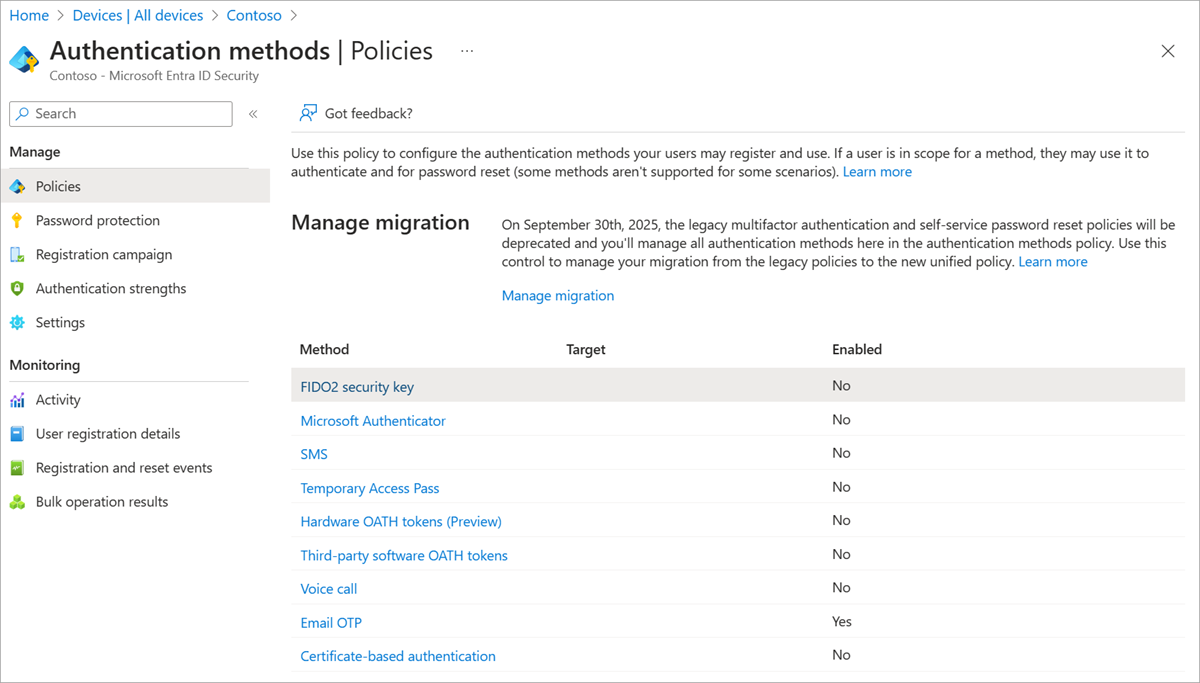 Home > Devices | All devices > Contoso >
Authentication methods | Policies ...
Contoso - Microsoft Entra ID Security
Search «
Manage
Policies
Password protection
Registration campaign
Authentication strengths
Settings
Monitoring
Activity
User registration details
Registration and reset events
Bulk operation results
Got feedback?
Use this policy to configure the authentication methods your users may register and use. If a user is in scope for a method, they may use it to
authenticate and for password reset (some methods aren't supported for some scenarios). Learn more
Manage migration
On September 30th, 2025, the legacy multifactor authentication and self-service password reset policies will be
deprecated and you'll manage all authentication methods here in the authentication methods policy. Use this
control to manage your migration from the legacy policies to the new unified policy. Learn more
Manage migration
Method Target Enabled
FIDO2 security key No
Microsoft Authenticator No
SMS No
Temporary Access Pass No
Hardware OATH tokens (Preview) No
Third-party software OATH tokens No
Voice call No
Email OTP Yes
Certificate-based authentication No